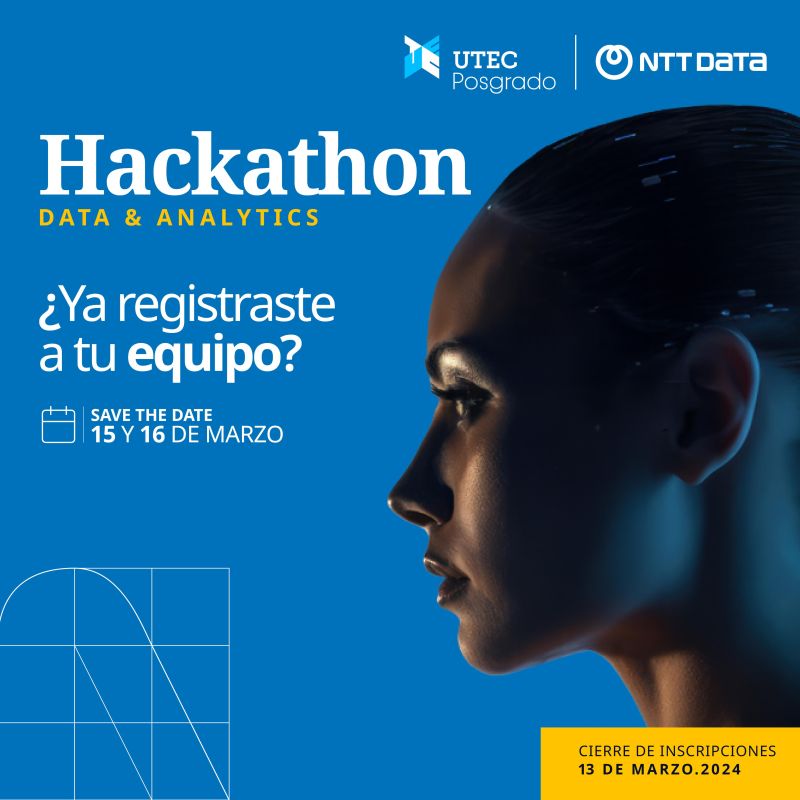 UTEC
Posgrado
NTT DATA
Hackathon
DATA & ANALYTICS
¿Ya registraste
a tu equipo?
SAVE THE DATE
15 Y 16 DE MARZO
CIERRE DE INSCRIPCIONES
13 DE MARZO.2024